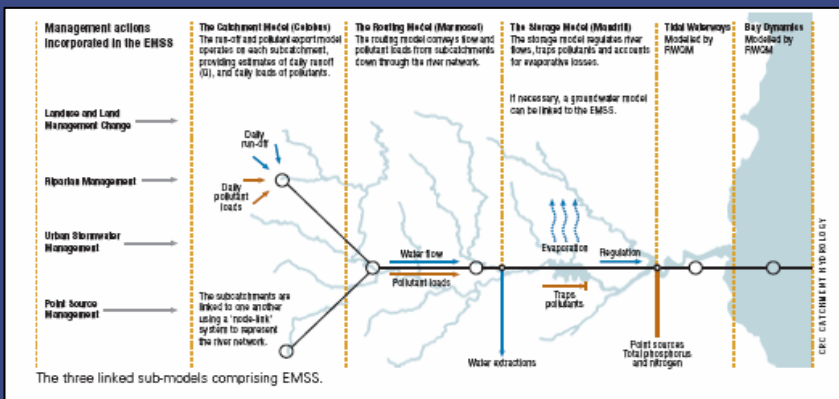 Management actions
incorporated in the EMSS
Landuse and Land
Management Change
Riparian Management
Urban Stormwater
Management
Point Source
Management
The Catchment Model (Colobus)
The run-off and pollutant export model
operates on each subcatchment,
providing estimates of daily runoff
(Q), and daily loads of pollutants.
Daily
run-off
Daily
pollutant
loads
The subcatchments are
linked to one another
using a 'node-link'
system to represent
the river network.
The Routing Model (Marmoset)
The routing model conveys flow and
pollutant loads from subcatchments
down through the river network.
Water flow
Pollutant loads
The Storage Model (Mandrill)
The storage model regulates river
flows, traps pollutants and accounts
for evaporative losses.
If necessary, a groundwater model
can be linked to the EMSS.
Evaporation
Regulation
Traps
pollutants
Water extractions
Point sources
Total phosphorus
and nitrogen
Tidal Waterways
Modelled by
RWQM
Bay Dynamics
Modelled by
RWQM
CRC CATCHMENT HYDROLOGY
The three linked sub-models comprising EMSS.